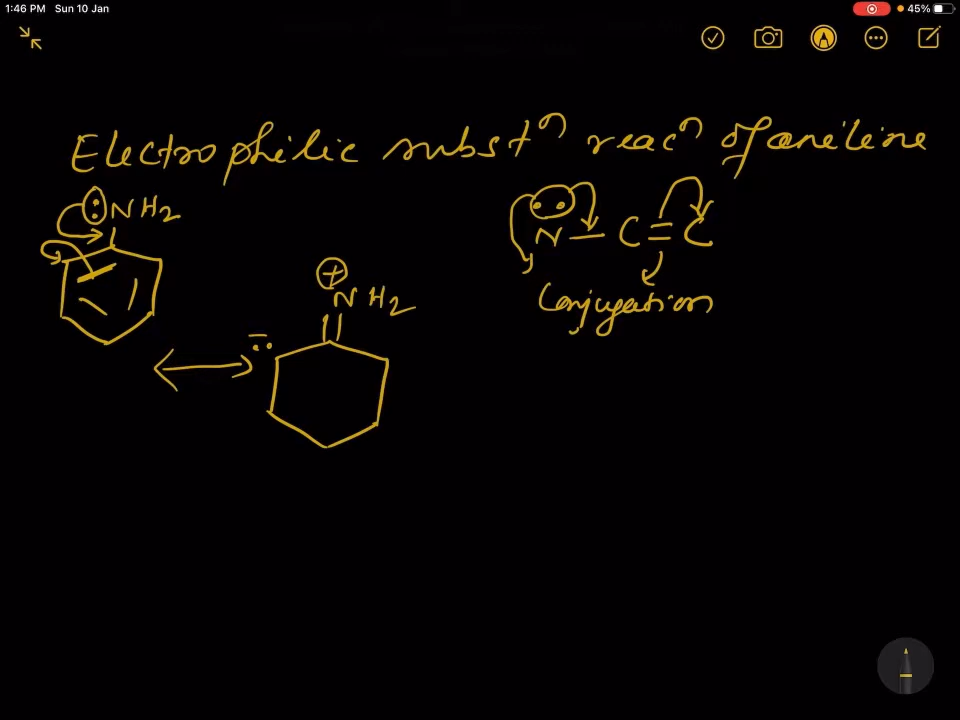 1:46 PM Sun 10 Jan
45%
Electrophilic substⁿ reacⁿ of aniline
NH2
N – C = C
Conjugation
⊕
NH2